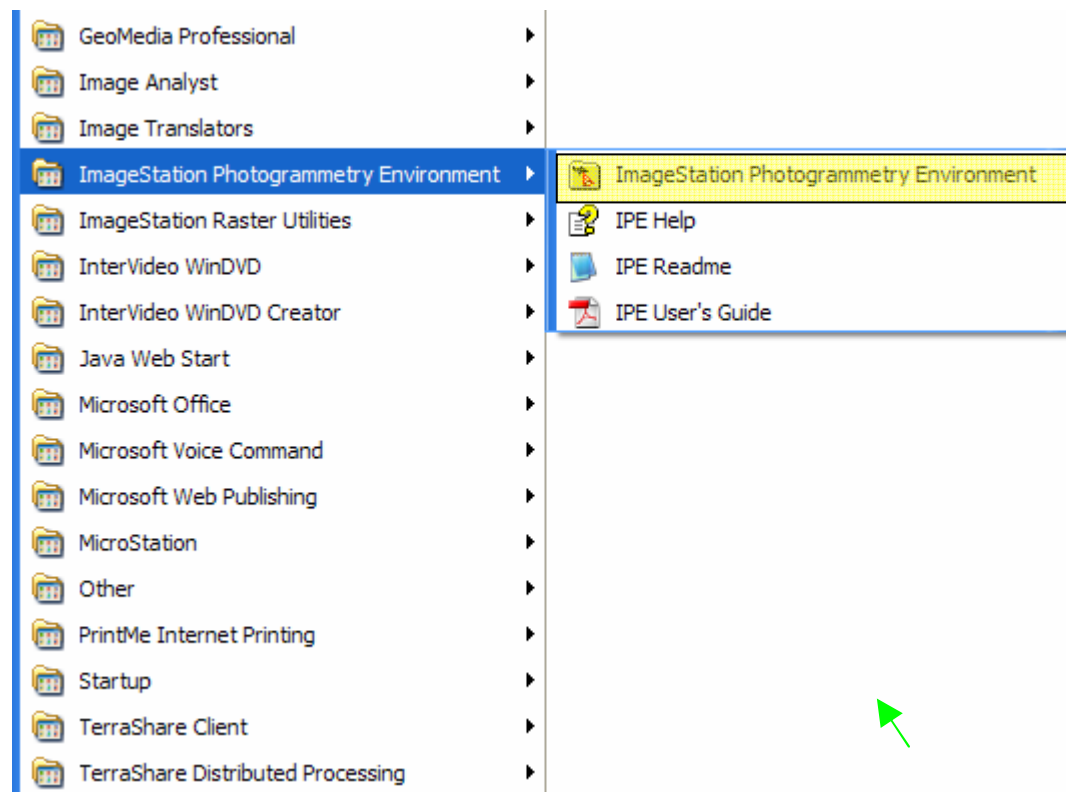 GeoMedia Professional
Image Analyst
Image Translators
ImageStation Photogrammetry Environment
ImageStation Raster Utilities
InterVideo WinDVD
InterVideo WinDVD Creator
Java Web Start
Microsoft Office
Microsoft Voice Command
Microsoft Web Publishing
MicroStation
Other
PrintMe Internet Printing
Startup
TerraShare Client
TerraShare Distributed Processing
ImageStation Photogrammetry Environment
IPE Help
IPE Readme
IPE User's Guide